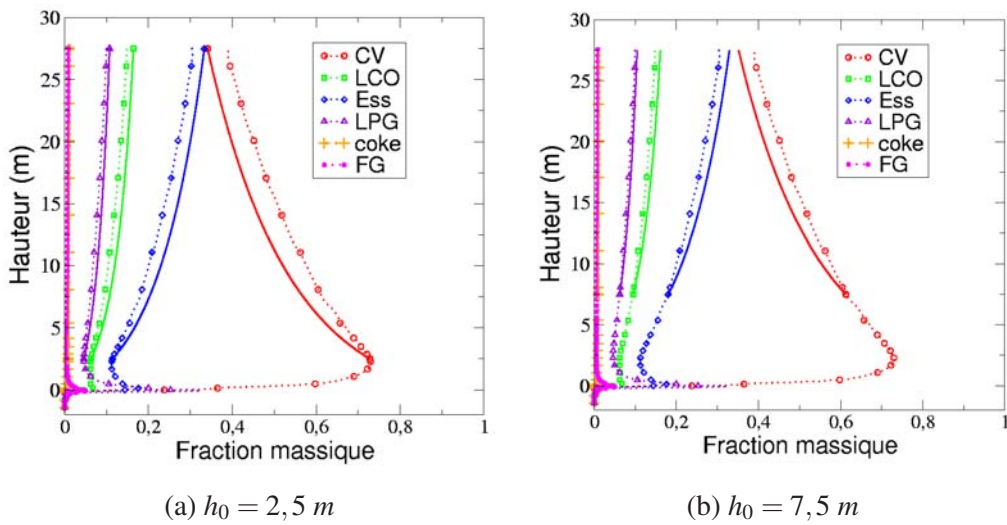 30
25
20
15
10
5
0
Hauteur (m)
CV
LCO
Ess
LPG
coke
FG
0
0,2
0,4
0,6
0,8
1
Fraction massique
(a) h₀ = 2,5 m
30
25
20
15
10
5
0
Hauteur (m)
CV
LCO
Ess
LPG
coke
FG
0
0,2
0,4
0,6
0,8
1
Fraction massique
(b) h₀ = 7,5 m